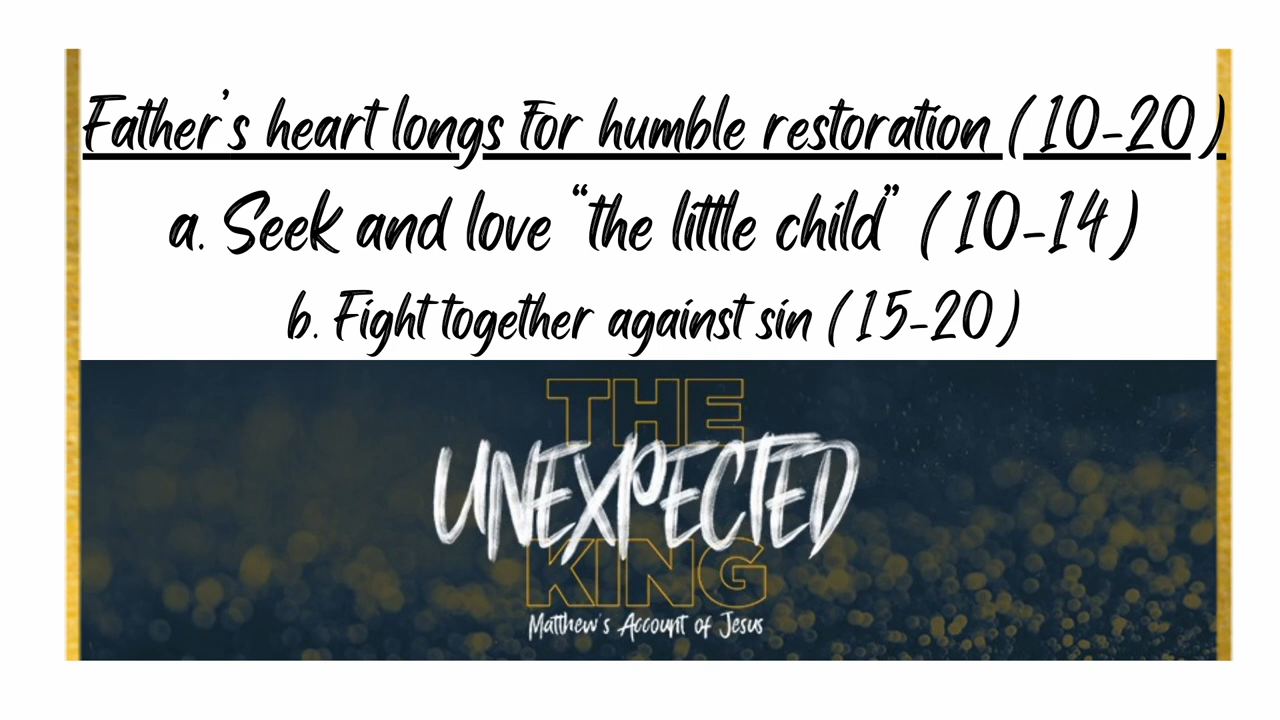 Father's heart longs for humble restoration (10-20)
a. Seek and love “the little child” (10-14)
b. Fight together against sin (15-20)
THE
UNEXPECTED
KING
Matthew's Account of Jesus